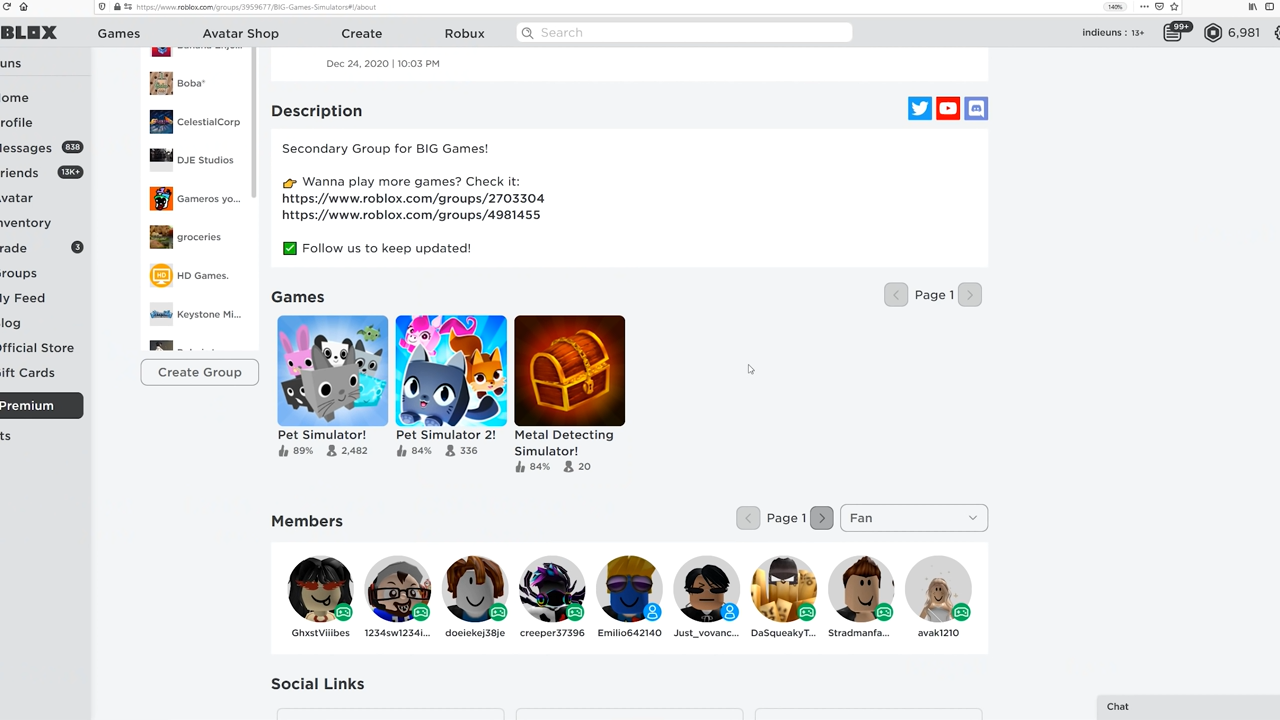 https://www.roblox.com/groups/3959677/BIG-Games-Simulators#!/about
140%
BLOX
Games
Avatar Shop
Create
Robux
Search
indieuns : 13+
99+
6,981
uns
ome
rofile
essages 838
riends 13K+
vatar
nventory
rade 3
roups
y Feed
log
fficial Store
ift Cards
Premium
ts
Boba*
CelestialCorp
DJE Studios
Gameros yo...
groceries
HD
HD Games.
Keystone Mi...
Create Group
Dec 24, 2020 | 10:03 PM
Description
Secondary Group for BIG Games!
👉 Wanna play more games? Check it:
https://www.roblox.com/groups/2703304
https://www.roblox.com/groups/4981455
✅ Follow us to keep updated!
Games
Page 1
Pet Simulator!
89% 2,482
Pet Simulator 2!
84% 336
Metal Detecting
Simulator!
84% 20
Members
Page 1
Fan
GhxstViiibes
1234sw1234i...
doeiekej38je
creeper37396
Emilio642140
Just_vovanc...
DaSqueakyT...
Stradmanfa...
avak1210
Social Links
Chat